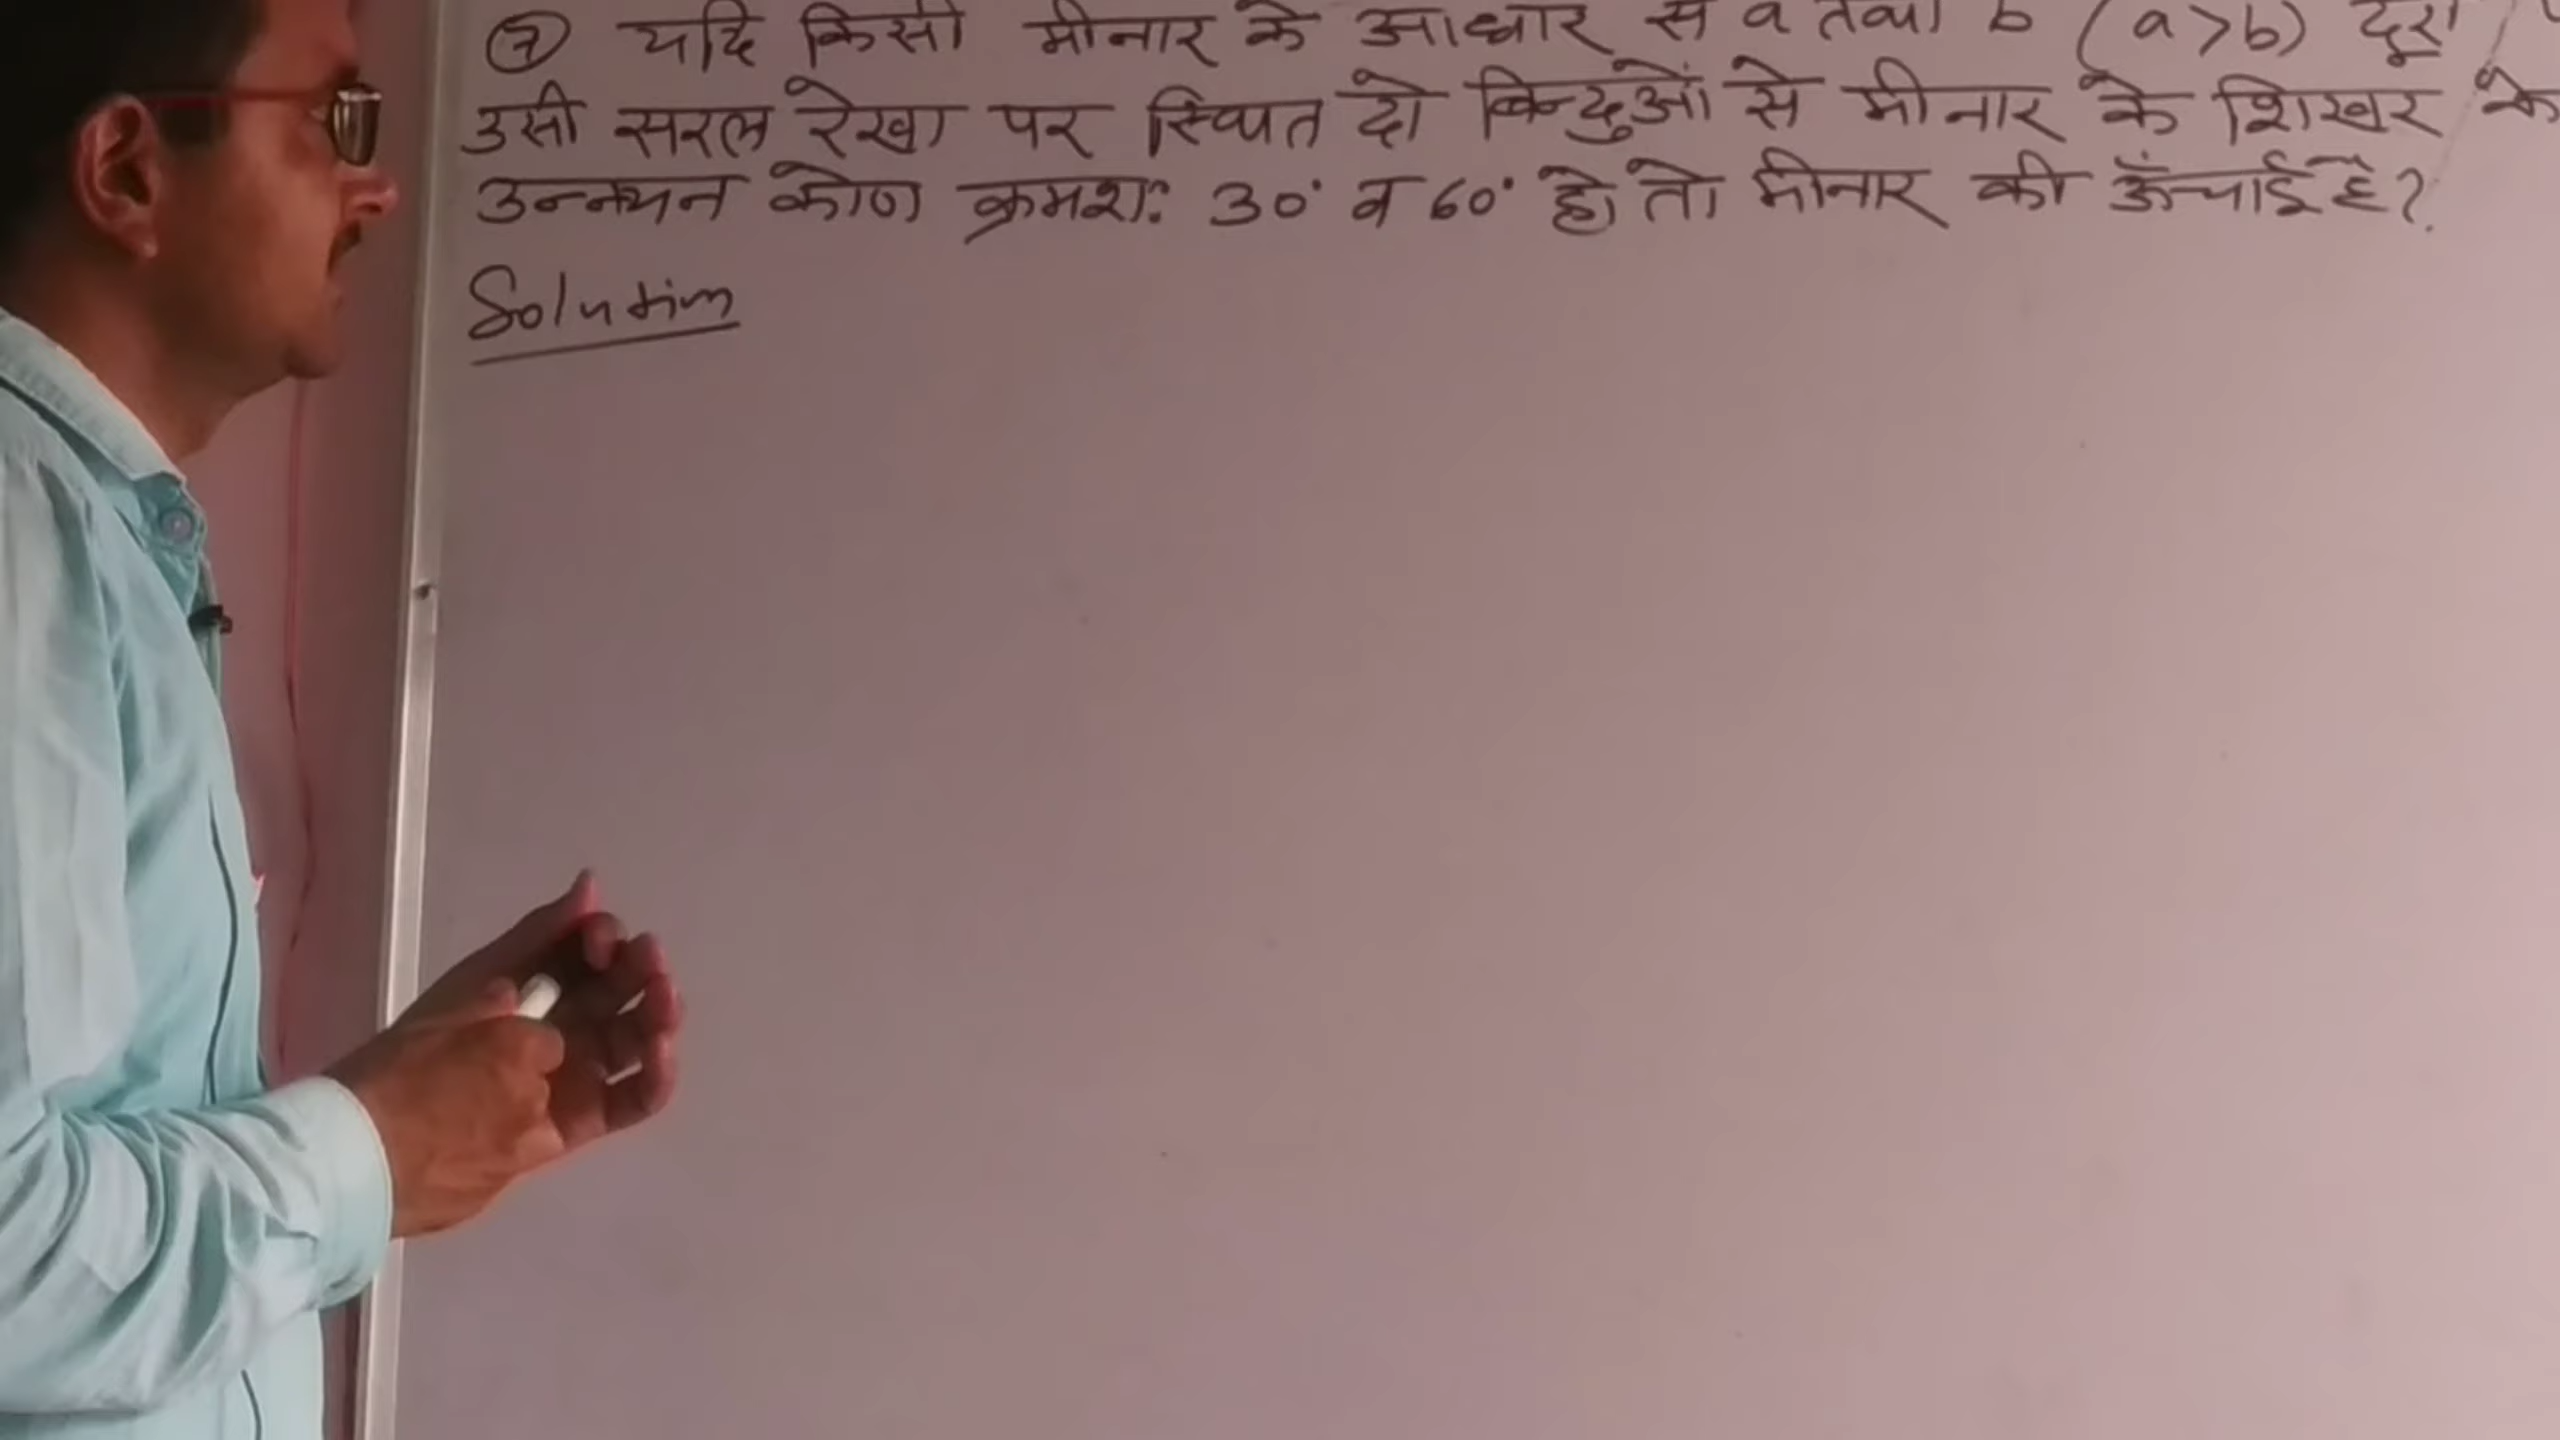 ⑦ यदि किसी मीनार के आधार से a तथा b (a>b) दूरी
उसी सरल रेखा पर स्थित दो बिन्दुओं से मीनार के शिखर के
उन्नयन कोण क्रमशः 30° व 60° हो तो मीनार की ऊँचाई है?
Solution